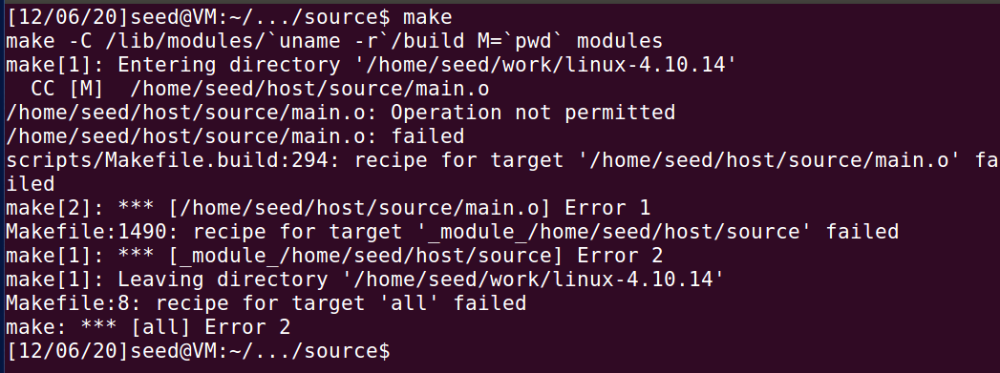 [12/06/20]seed@VM:~/.../source$ make
make -C /lib/modules/`uname -r`/build M=`pwd` modules
make[1]: Entering directory '/home/seed/work/linux-4.10.14'
  CC [M]  /home/seed/host/source/main.o
/home/seed/host/source/main.o: Operation not permitted
/home/seed/host/source/main.o: failed
scripts/Makefile.build:294: recipe for target '/home/seed/host/source/main.o' fa
iled
make[2]: *** [/home/seed/host/source/main.o] Error 1
Makefile:1490: recipe for target '_module_/home/seed/host/source' failed
make[1]: *** [_module_/home/seed/host/source] Error 2
make[1]: Leaving directory '/home/seed/work/linux-4.10.14'
Makefile:8: recipe for target 'all' failed
make: *** [all] Error 2
[12/06/20]seed@VM:~/.../source$